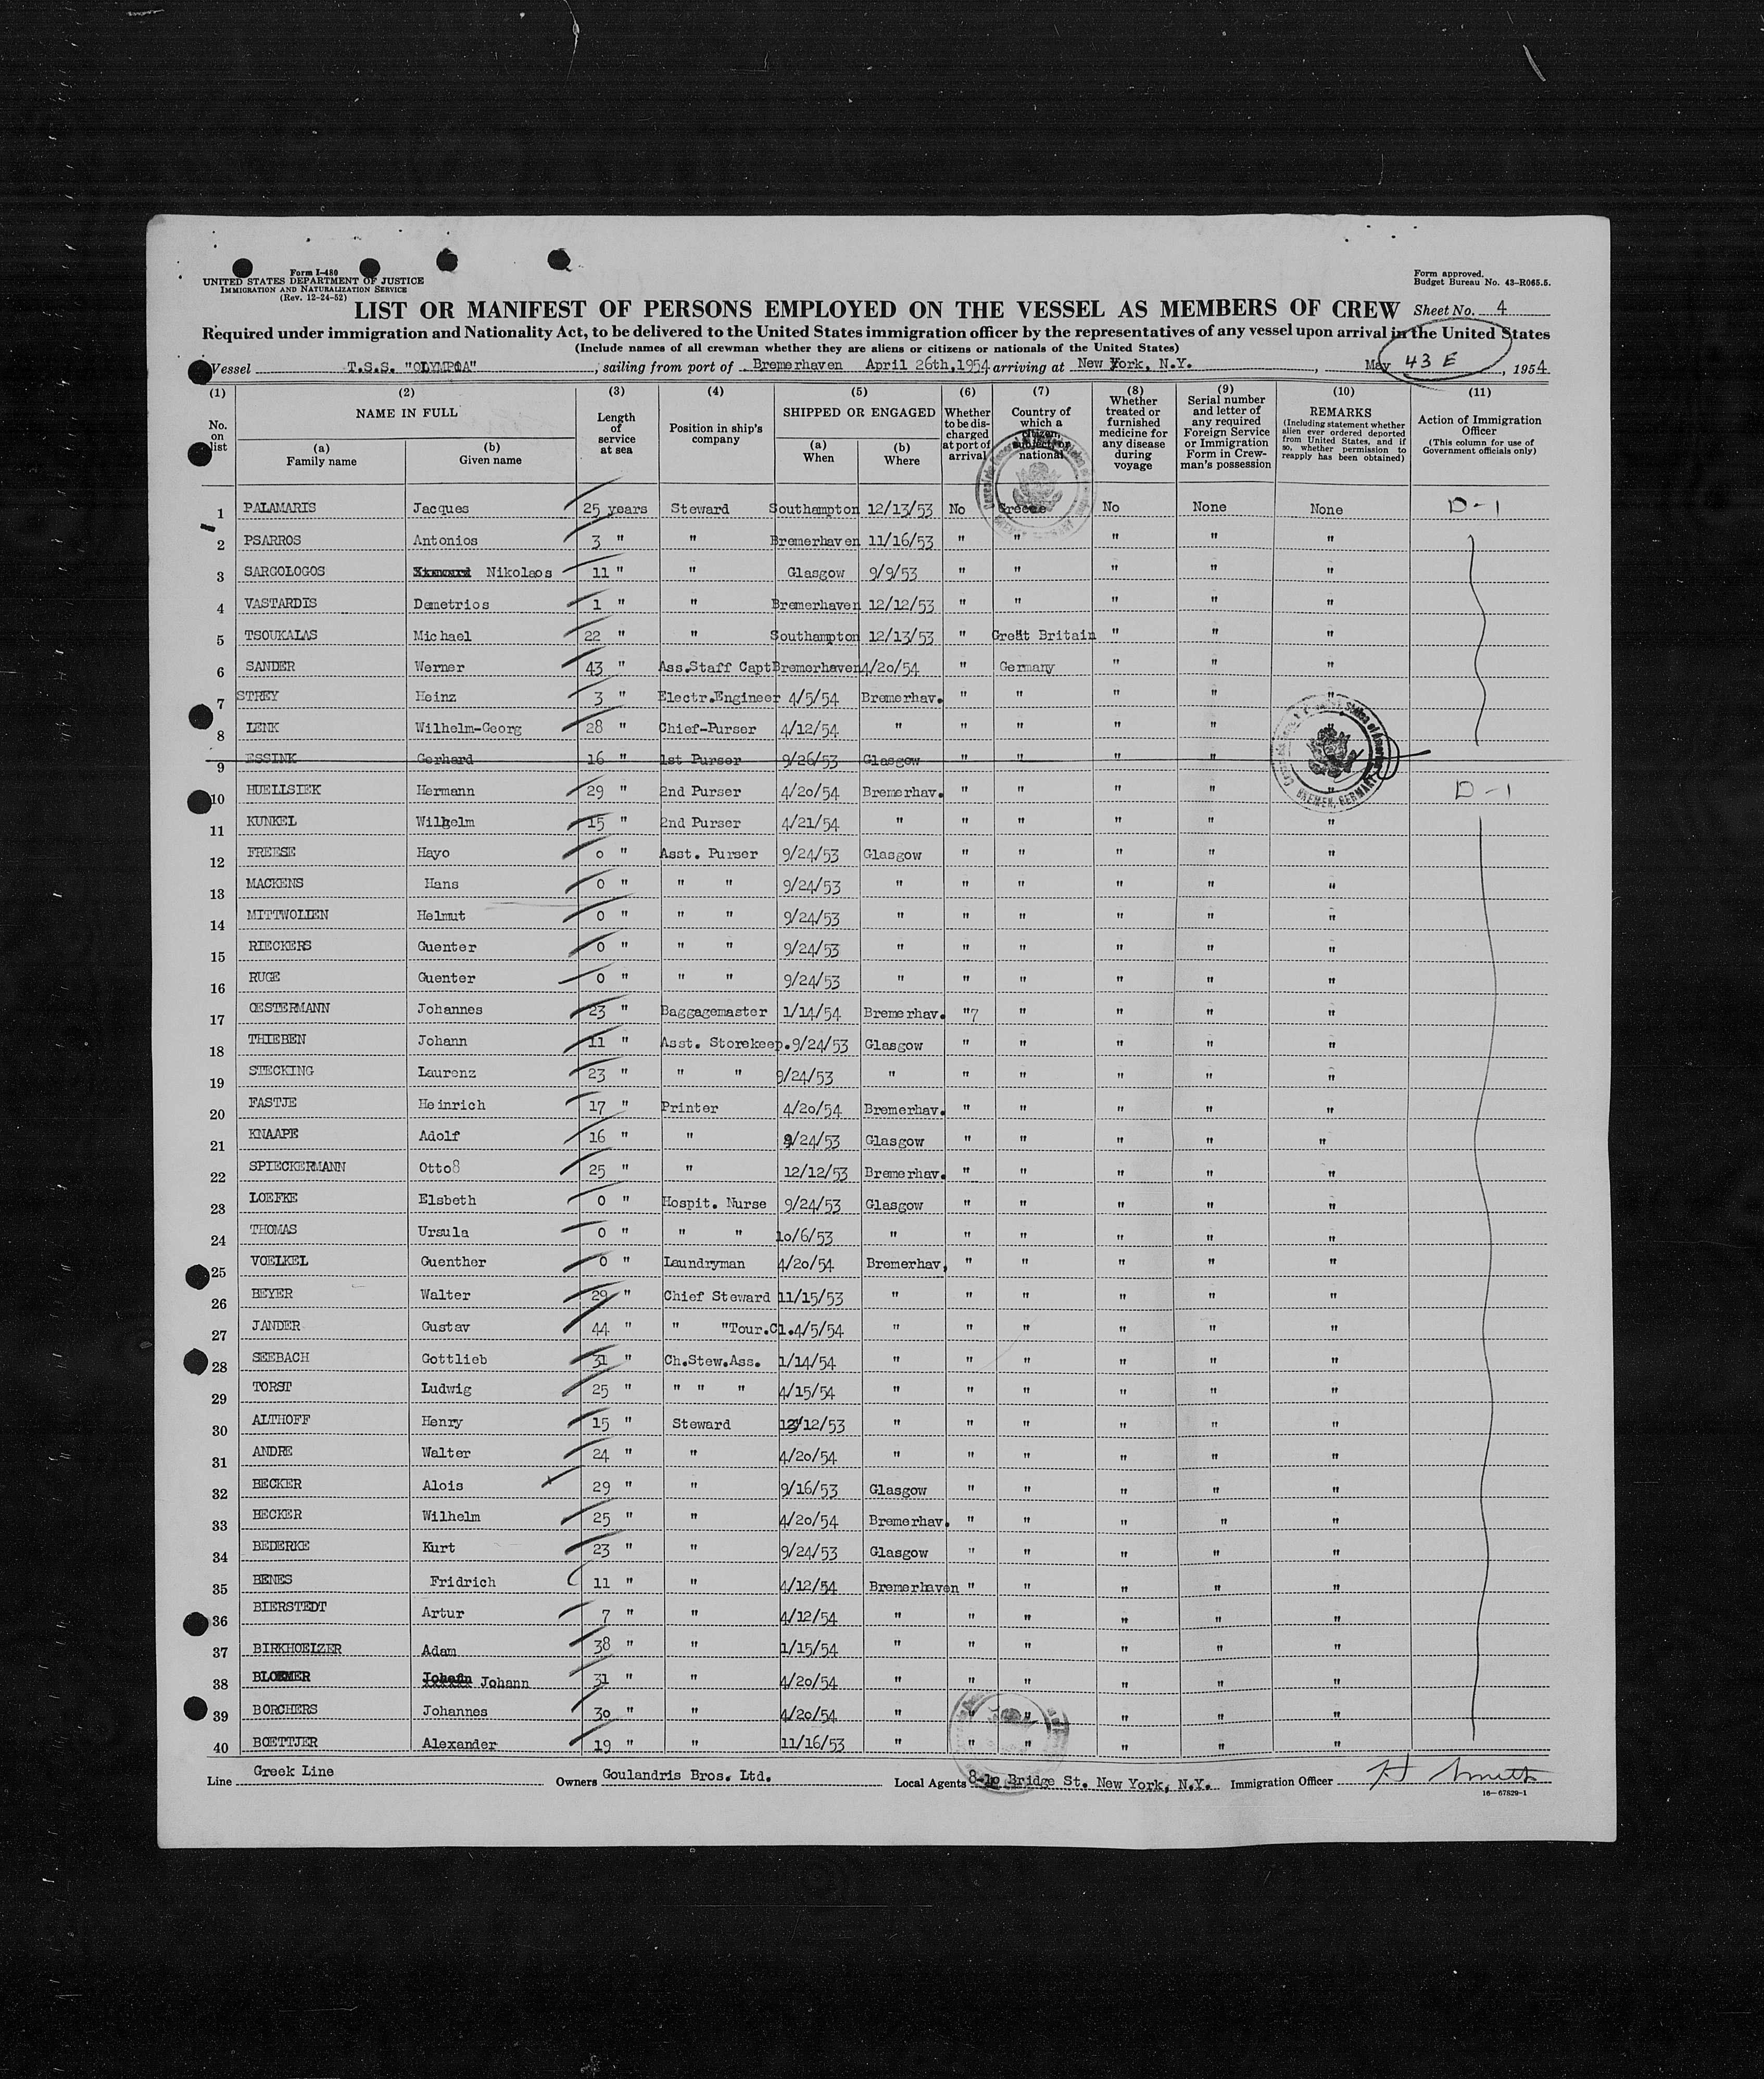 Form I-480
UNITED STATES DEPARTMENT OF JUSTICE
IMMIGRATION AND NATURALIZATION SERVICE
(Rev. 12-24-52)
Form approved.
Budget Bureau No. 43-R065.5.
LIST OR MANIFEST OF PERSONS EMPLOYED ON THE VESSEL AS MEMBERS OF CREW Sheet No. 4
Required under immigration and Nationality Act, to be delivered to the United States immigration officer by the representatives of any vessel upon arrival in the United States
(Include names of all crewman whether they are aliens or citizens or nationals of the United States)
43 E
Vessel T.S.S. "OLYMPIA", sailing from port of Bremerhaven April 26th,1954 arriving at New York, N.Y., May, 1954
(1) (2) (3) (4) (5) (6) (7) (8) (9) (10) (11)
No. on list
NAME IN FULL
(a) Family name
(b) Given name
Length of service at sea
Position in ship's company
SHIPPED OR ENGAGED
(a) When
(b) Where
Whether to be discharged at port of arrival
Country of which a citizen, subject or national
Whether treated or furnished medicine for any disease during voyage
Serial number and letter of any required Foreign Service or Immigration Form in Crewman's possession
REMARKS
(Including statement whether alien ever ordered deported from United States, and if so, whether permission to reapply has been obtained)
Action of Immigration Officer
(This column for use of Government officials only)
1 PALAMARIS Jacques 25 years Steward Southampton 12/13/53 No Greece No None None D-1
2 PSARROS Antonios 3 " " Bremerhaven 11/16/53 " " " " "
3 SARGOLOGOS Nikolaos 11 " " Glasgow 9/9/53 " " " " "
4 VASTARDIS Demetrios 1 " " Bremerhaven 12/12/53 " " " " "
5 TSOUKALAS Michael 22 " " Southampton 12/13/53 " Great Britain " " "
6 SANDER Werner 43 " Ass.Staff Capt Bremerhaven 4/20/54 " Germany " " "
7 STREY Heinz 3 " Electr.Engineer 4/5/54 Bremerhav. " " " " "
8 LENK Wilhelm-Georg 28 " Chief-Purser 4/12/54 " " " " " "
9 ESSINK Gerhard 16 " 1st Purser 9/26/53 Glasgow " " " "
10 HUELLSIEK Hermann 29 " 2nd Purser 4/20/54 Bremerhav. " " " " " D-1
11 KUNKEL Wilhelm 15 " 2nd Purser 4/21/54 " " " " " "
12 FREESE Hayo 0 " Asst. Purser 9/24/53 Glasgow " " " " "
13 MACKENS Hans 0 " " " 9/24/53 " " " " " "
14 MITTWOLLEN Helmut 0 " " " 9/24/53 " " " " " "
15 RIECKERS Guenter 0 " " " 9/24/53 " " " " " "
16 RUGE Guenter 0 " " " 9/24/53 " " " " " "
17 OESTERMANN Johannes 23 " Baggagemaster 1/14/54 Bremerhav. "7 " " " "
18 THIEBEN Johann 11 " Asst. Storekeep. 9/24/53 Glasgow " " " " "
19 STECKING Laurenz 23 " " " 9/24/53 " " " " " "
20 FASTJE Heinrich 17 " Printer 4/20/54 Bremerhav. " " " " "
21 KNAAPE Adolf 16 " " 9/24/53 Glasgow " " " " "
22 SPIECKERMANN Otto8 25 " " 12/12/53 Bremerhav. " " " " "
23 LOEFKE Elsbeth 0 " Hospit. Nurse 9/24/53 Glasgow " " " " "
24 THOMAS Ursula 0 " " " 10/6/53 " " " " " "
25 VOELKEL Guenther 0 " Laundryman 4/20/54 Bremerhav, " " " " "
26 BEYER Walter 29 " Chief Steward 11/15/53 " " " " " "
27 JANDER Gustav 44 " " "Tour.Cl. 4/5/54 " " " " " "
28 SEEBACH Gottlieb 31 " Ch.Stew.Ass. 1/14/54 " " " " " "
29 TORST Ludwig 25 " " " " 4/15/54 " " " " " "
30 ALTHOFF Henry 15 " Steward 12/12/53 " " " " " "
31 ANDRE Walter 24 " " 4/20/54 " " " " " "
32 BECKER Alois 29 " " 9/16/53 Glasgow " " " " "
33 BECKER Wilhelm 25 " " 4/20/54 Bremerhav. " " " " "
34 BEDERKE Kurt 23 " " 9/24/53 Glasgow " " " " "
35 BENES Fridrich 11 " " 4/12/54 Bremerhaven " " " " "
36 BIERSTEDT Artur 7 " " 4/12/54 " " " " " "
37 BIRKHOELZER Adam 38 " " 1/15/54 " " " " " "
38 BLOEMER Johann 31 " " 4/20/54 " " " " " "
39 BORCHERS Johannes 30 " " 4/20/54 " " " " " "
40 BOETTJER Alexander 19 " " 11/16/53 " " " " " "
BREMEN, GERMANY
Line Greek Line Owners Goulandris Bros. Ltd. Local Agents 8-10 Bridge St. New York, N.Y. Immigration Officer H Smith
16—67829-1